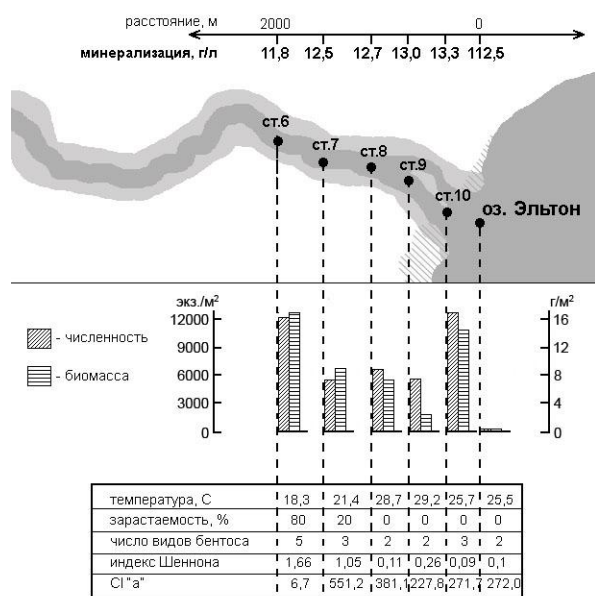 расстояние, м 2000 0
минерализация, г/л 11,8 12,5 12,7 13,0 13,3 112,5
ст.6
ст.7
ст.8
ст.9
ст.10
оз. Эльтон
экз./м² г/м²
12000 16
9000 12
6000 8
3000 4
0 0
- численность
- биомасса
температура, С 18,3 21,4 28,7 29,2 25,7 25,5
зарастаемость, % 80 20 0 0 0 0
число видов бентоса 5 3 2 2 3 2
индекс Шеннона 1,66 1,05 0,11 0,26 0,09 0,1
Cl "a" 6,7 551,2 381,1 227,8 271,7 272,0